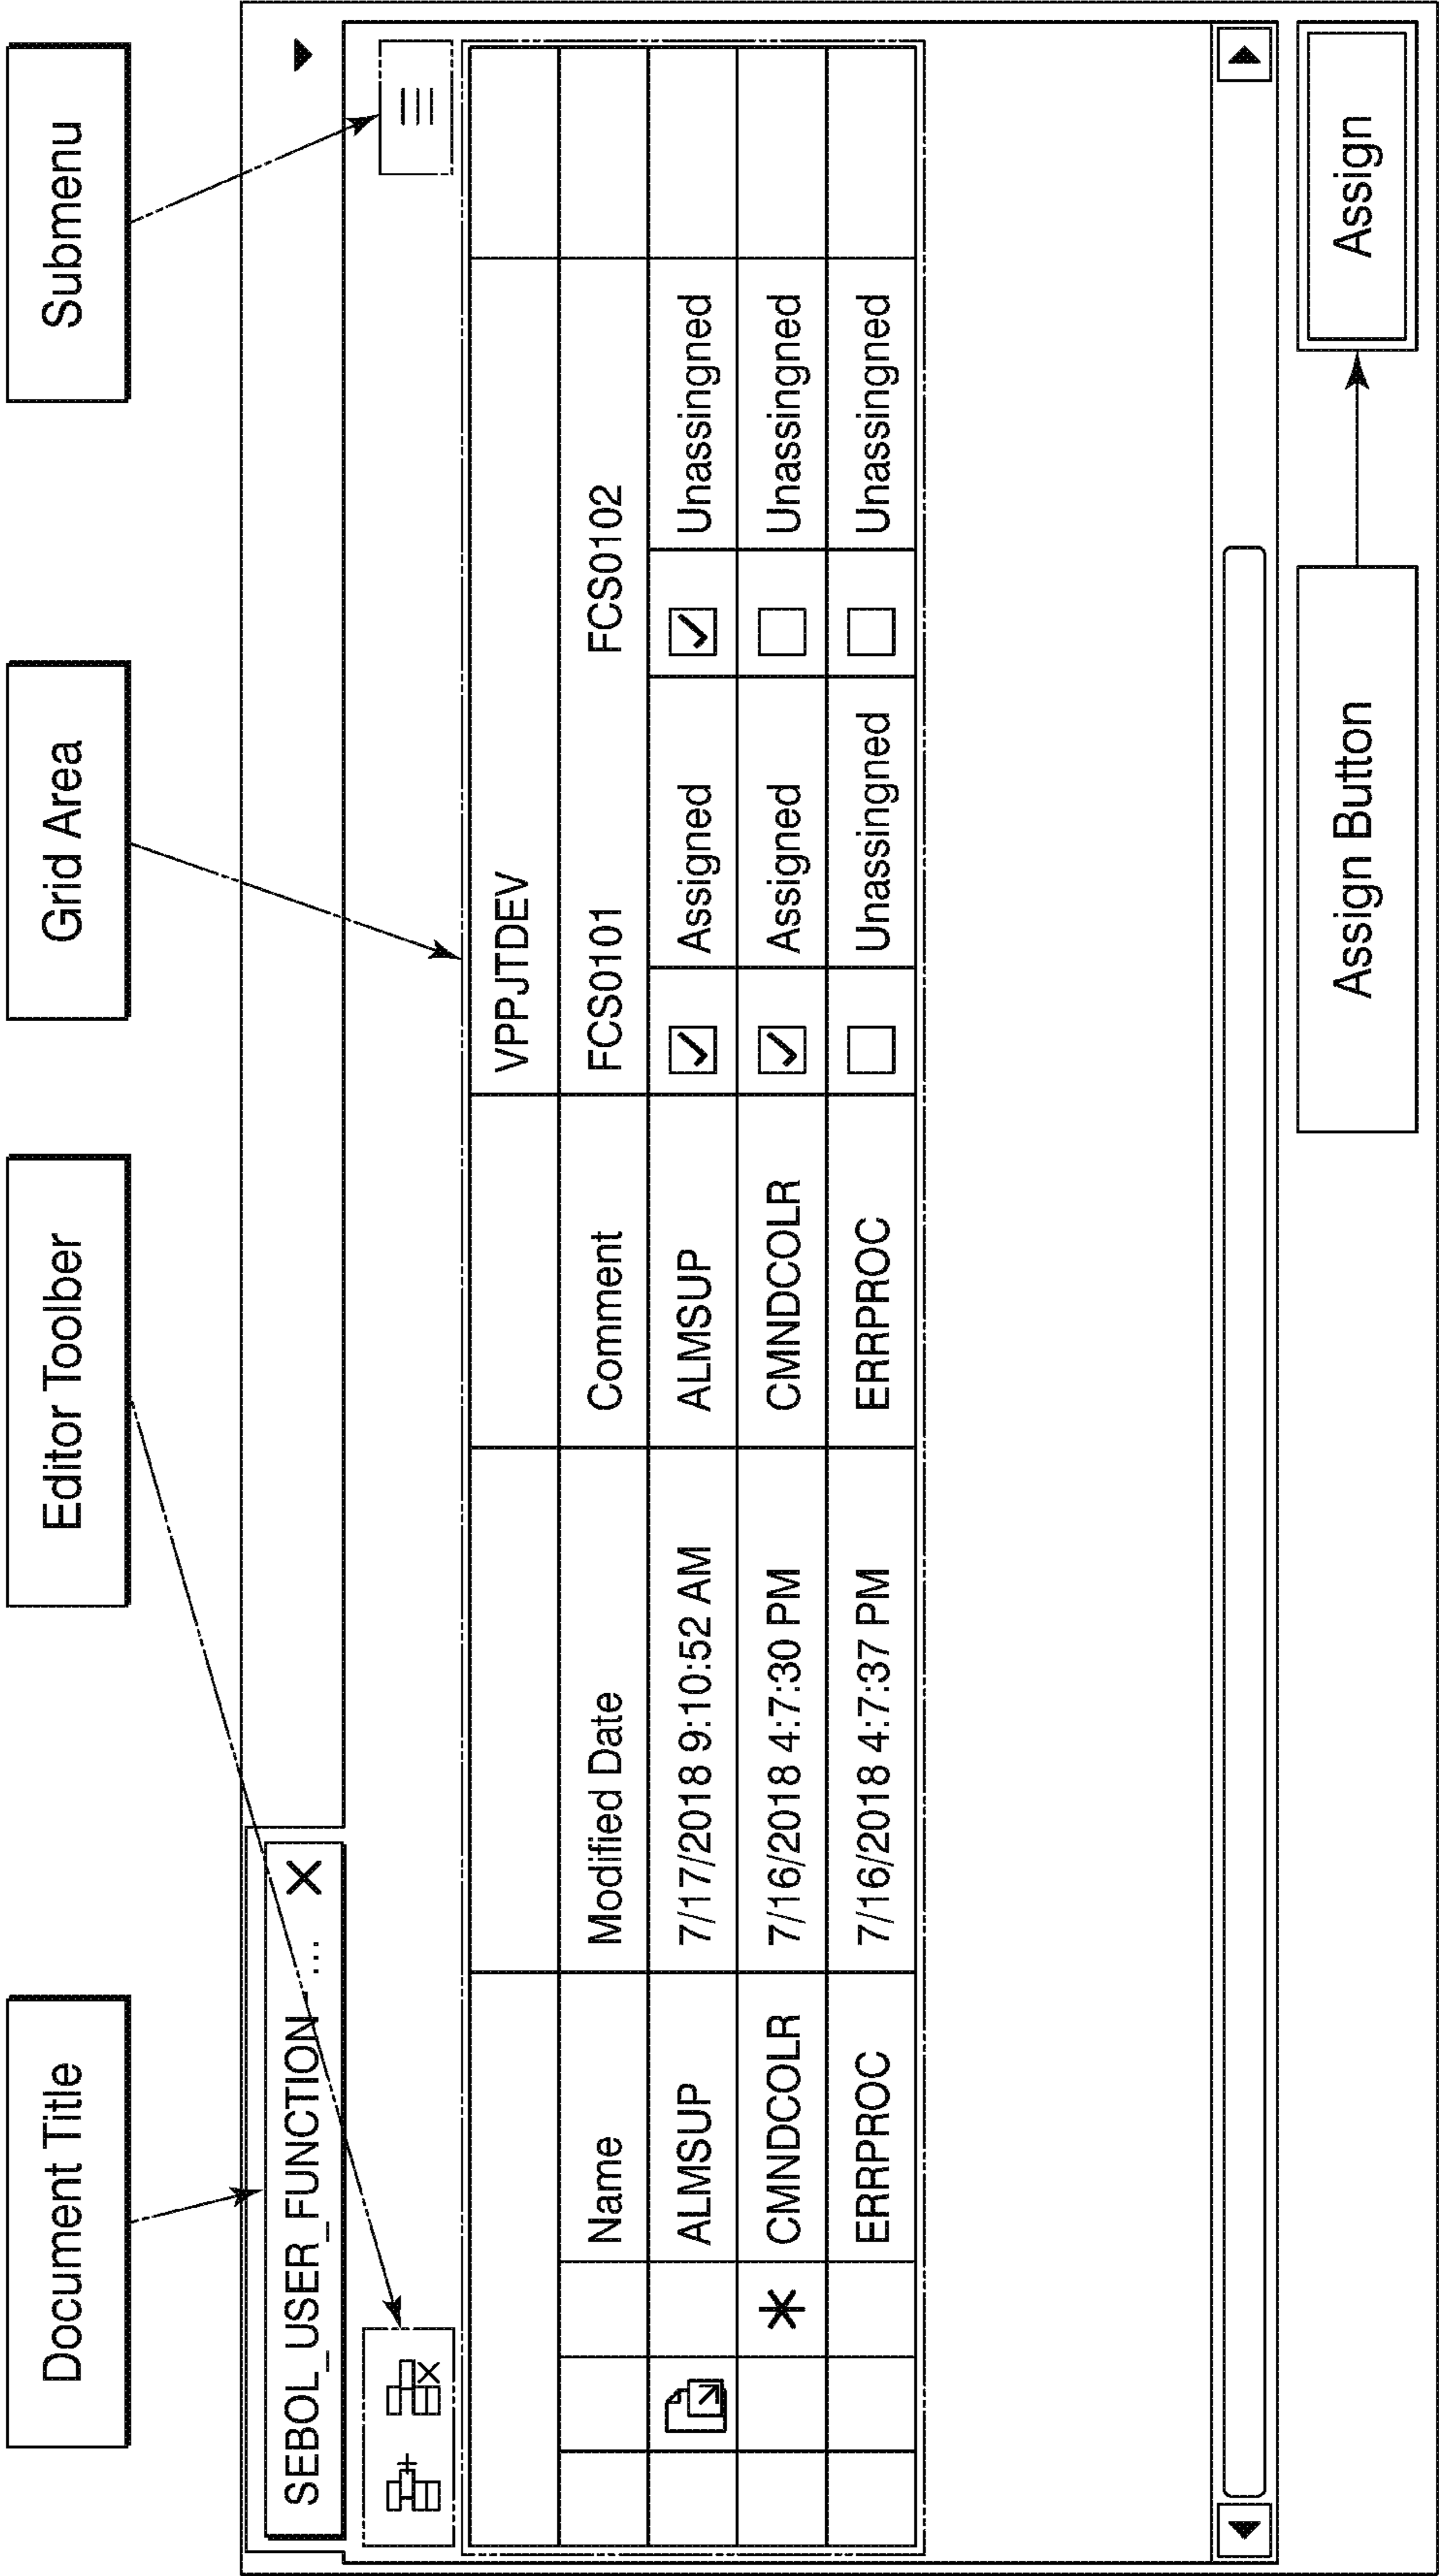 Document Title Editor Toolber Grid Area Submenu
SEBOL_USER_FUNCTION_ ... X
VPPJTDEV
Name Modified Date Comment FCS0101 FCS0102
ALMSUP 7/17/2018 9:10:52 AM ALMSUP Assigned Unassingned
* CMNDCOLR 7/16/2018 4:7:30 PM CMNDCOLR Assigned Unassingned
ERRPROC 7/16/2018 4:7:37 PM ERRPROC Unassingned Unassingned
Assign Button Assign